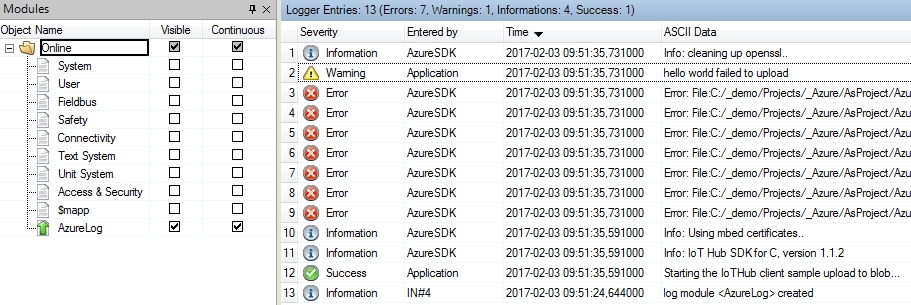 Modules
Object Name Visible Continuous
Online
System
User
Fieldbus
Safety
Connectivity
Text System
Unit System
Access & Security
$mapp
AzureLog
Logger Entries: 13 (Errors: 7, Warnings: 1, Informations: 4, Success: 1)
Severity Entered by Time ASCII Data
1 Information AzureSDK 2017-02-03 09:51:35,731000 Info: cleaning up openssl..
2 Warning Application 2017-02-03 09:51:35,731000 hello world failed to upload
3 Error AzureSDK 2017-02-03 09:51:35,731000 Error: File:C:/_demo/Projects/_Azure/AsProject/Azu
4 Error AzureSDK 2017-02-03 09:51:35,731000 Error: File:C:/_demo/Projects/_Azure/AsProject/Azu
5 Error AzureSDK 2017-02-03 09:51:35,731000 Error: File:C:/_demo/Projects/_Azure/AsProject/Azu
6 Error AzureSDK 2017-02-03 09:51:35,731000 Error: File:C:/_demo/Projects/_Azure/AsProject/Azu
7 Error AzureSDK 2017-02-03 09:51:35,731000 Error: File:C:/_demo/Projects/_Azure/AsProject/Azu
8 Error AzureSDK 2017-02-03 09:51:35,731000 Error: File:C:/_demo/Projects/_Azure/AsProject/Azu
9 Error AzureSDK 2017-02-03 09:51:35,731000 Error: File:C:/_demo/Projects/_Azure/AsProject/Azu
10 Information AzureSDK 2017-02-03 09:51:35,591000 Info: Using mbed certificates..
11 Information AzureSDK 2017-02-03 09:51:35,591000 Info: IoT Hub SDK for C, version 1.1.2
12 Success Application 2017-02-03 09:51:35,591000 Starting the IoTHub client sample upload to blob...
13 Information IN#4 2017-02-03 09:51:24,644000 log module <AzureLog> created